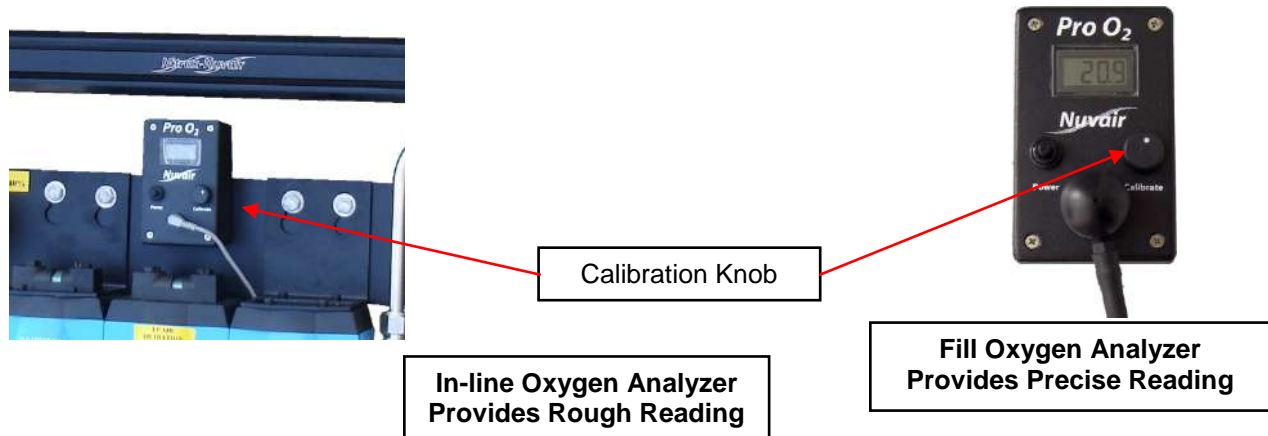 Pro O2
Nuvair
Power
Calibrate
Calibration Knob
In-line Oxygen Analyzer
Provides Rough Reading
Pro O2
20.9
Nuvair
Power
Calibrate
Fill Oxygen Analyzer
Provides Precise Reading